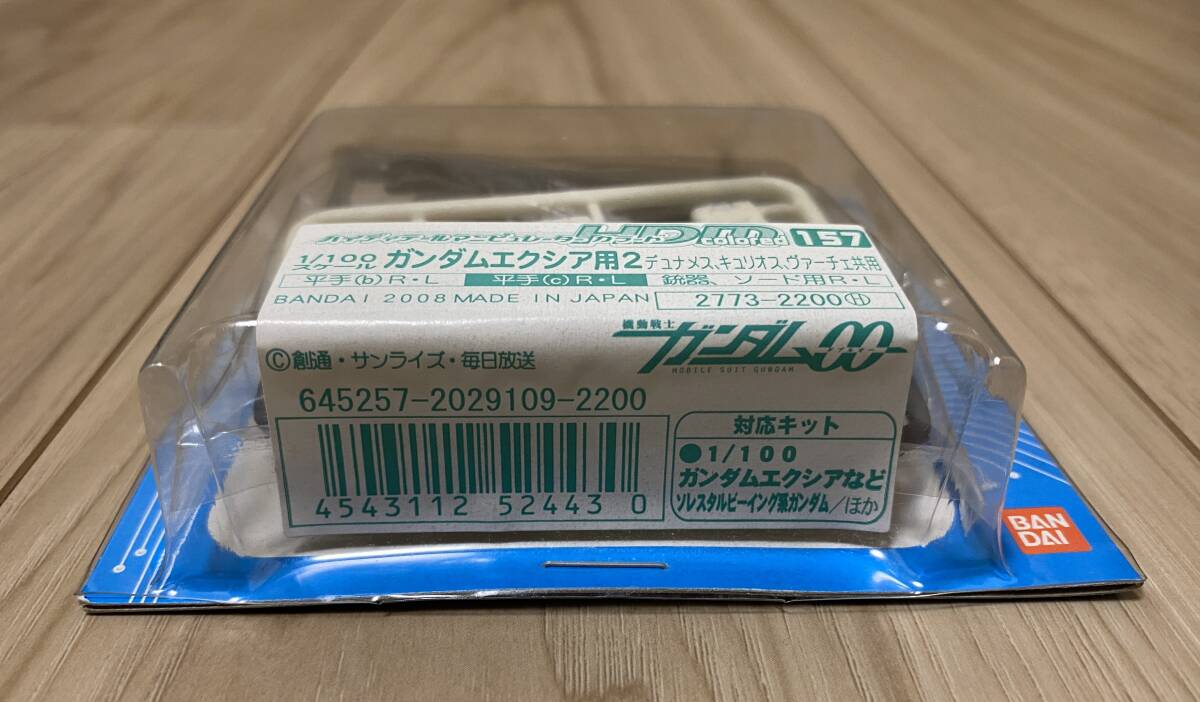 ハイディテールマニピュレーターカラード HDM colored 157
1/100 スケール ガンダムエクシア用2 デュナメス、キュリオス、ヴァーチェ共用
平手(b)R・L 平手(c)R・L 銃器、ソード用R・L
BANDAI 2008 MADE IN JAPAN 2773-2200
機動戦士
ガンダム00
MOBILE SUIT GUNDAM
©創通・サンライズ・毎日放送
645257-2029109-2200
4543112 52443 0
対応キット
●1/100
ガンダムエクシアなど
ソレスタルビーイング系ガンダム/ほか
BAN
DAI